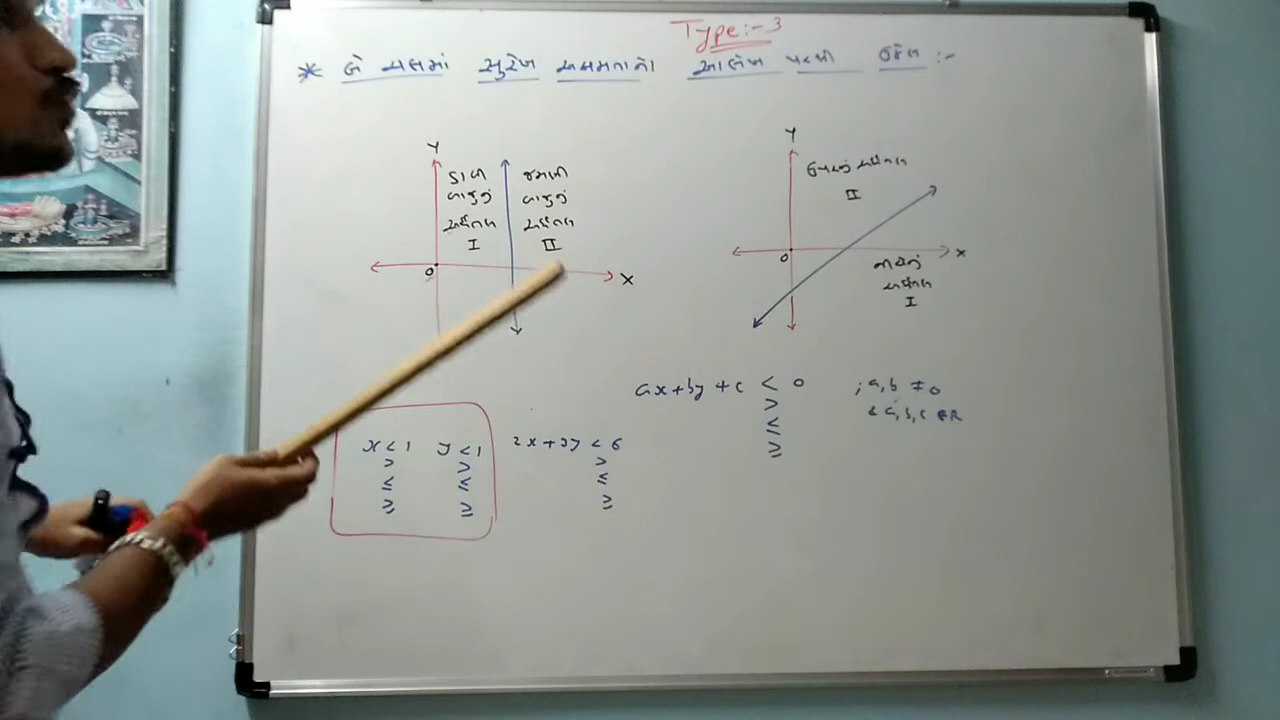 Type:-3
* બે ચલમાં સુરેખ અસમતાનો આલેખ પરથી ઉકેલ :-
Y
ડાબી
બાજુનું
અર્ધતલ
I
જમણી
બાજુનું
અર્ધતલ
II
O
X
Y
ઉપરનું અર્ધતલ
II
O
X
નીચેનું
અર્ધતલ
I
ax+by+c < 0 ; a, b ≠ 0
> & a, b, c ∈ R
≤
≥
x < 1 y < 1 2x + 3y < 6
> > >
≤ ≤ ≤
≥ ≥ ≥